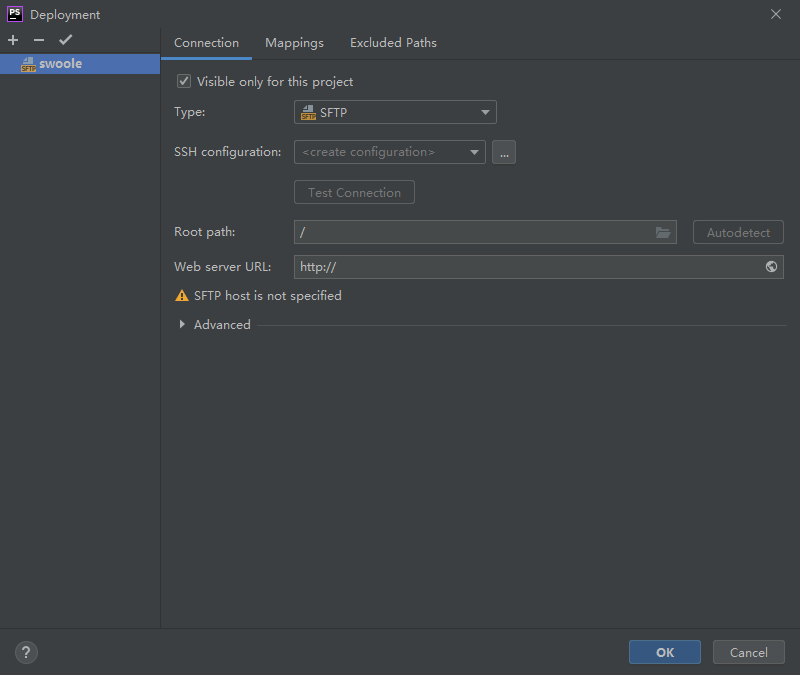 PS Deployment
SFTP swoole
Connection Mappings Excluded Paths
Visible only for this project
Type: SFTP SFTP
SSH configuration: <create configuration> ...
Test Connection
Root path: / Autodetect
Web server URL: http://
SFTP host is not specified
Advanced
? OK Cancel